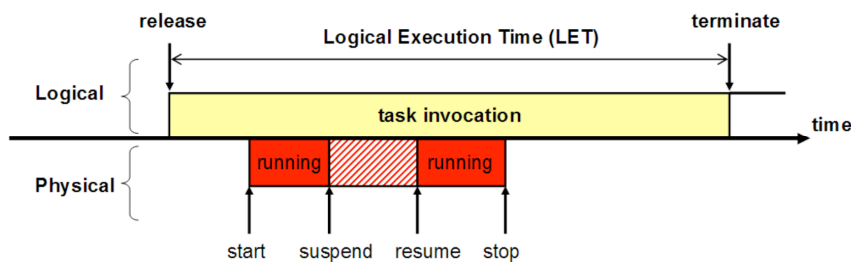 release
terminate
Logical Execution Time (LET)
Logical
task invocation
time
running
running
Physical
start
suspend
resume
stop